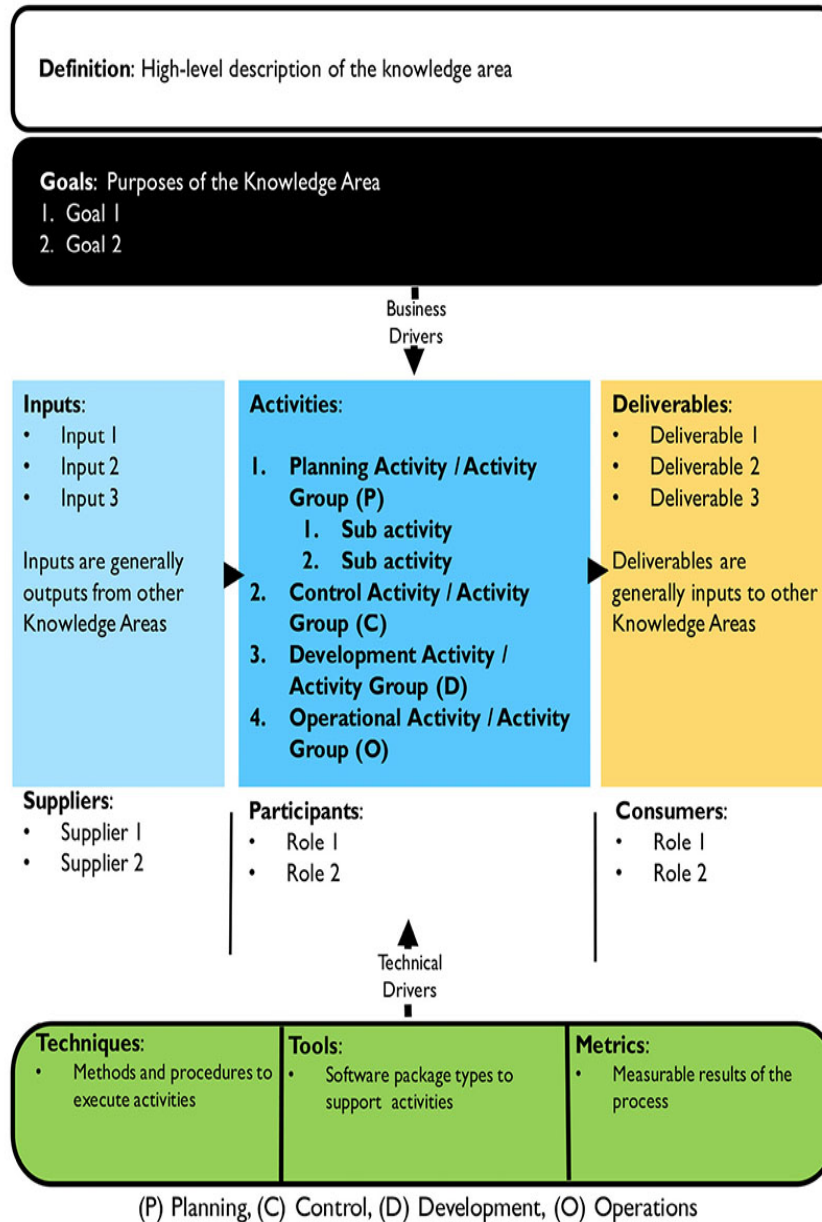 Definition: High-level description of the knowledge area
Goals: Purposes of the Knowledge Area
1. Goal 1
2. Goal 2
Business
Drivers
Inputs:
• Input 1
• Input 2
• Input 3
Inputs are generally
outputs from other
Knowledge Areas
Activities:
1. Planning Activity / Activity
Group (P)
1. Sub activity
2. Sub activity
2. Control Activity / Activity
Group (C)
3. Development Activity /
Activity Group (D)
4. Operational Activity / Activity
Group (O)
Deliverables:
• Deliverable 1
• Deliverable 2
• Deliverable 3
Deliverables are
generally inputs to other
Knowledge Areas
Suppliers:
• Supplier 1
• Supplier 2
Participants:
• Role 1
• Role 2
Consumers:
• Role 1
• Role 2
Technical
Drivers
Techniques:
• Methods and procedures to
execute activities
Tools:
• Software package types to
support activities
Metrics:
• Measurable results of the
process
(P) Planning, (C) Control, (D) Development, (O) Operations